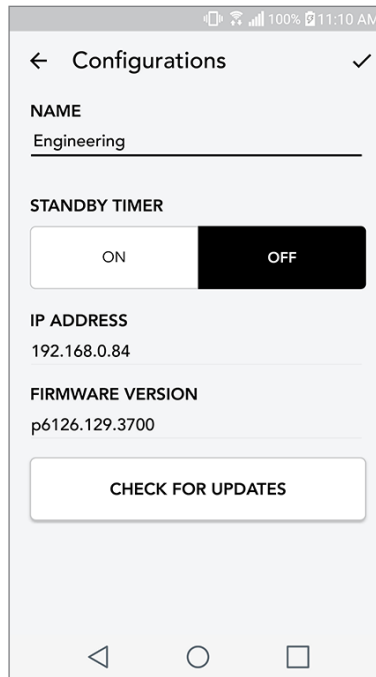 100% 11:10 AM
Configurations
NAME
Engineering
STANDBY TIMER
ON OFF
IP ADDRESS
192.168.0.84
FIRMWARE VERSION
p6126.129.3700
CHECK FOR UPDATES